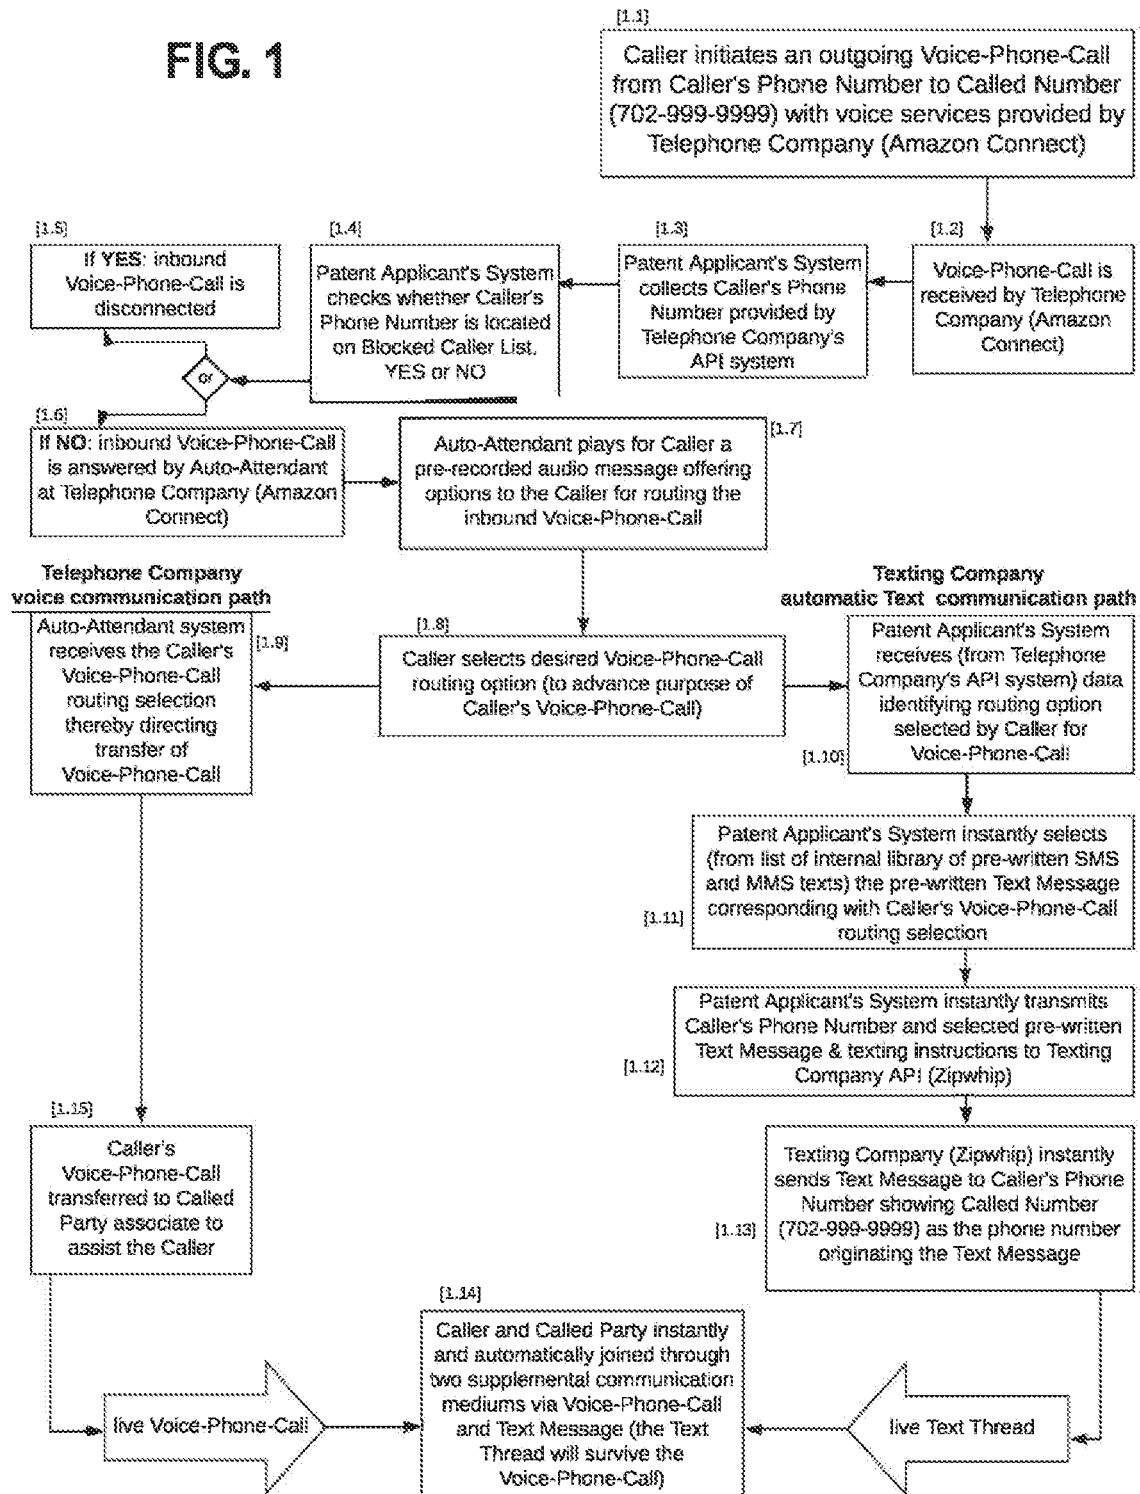 FIG. 1
[1.1]
Caller initiates an outgoing Voice-Phone-Call
from Caller's Phone Number to Called Number
(702-999-9999) with voice services provided by
Telephone Company (Amazon Connect)
[1.2]
Voice-Phone-Call is
received by Telephone
Company (Amazon
Connect)
[1.3]
Patent Applicant's System
collects Caller's Phone
Number provided by
Telephone Company's
API system
[1.4]
Patent Applicant's System
checks whether Caller's
Phone Number is located
on Blocked Caller List,
YES or NO
or
[1.5]
If YES: inbound
Voice-Phone-Call is
disconnected
[1.6]
If NO: inbound Voice-Phone-Call
is answered by Auto-Attendant
at Telephone Company (Amazon
Connect)
[1.7]
Auto-Attendant plays for Caller a
pre-recorded audio message offering
options to the Caller for routing the
inbound Voice-Phone-Call
[1.8]
Caller selects desired Voice-Phone-Call
routing option (to advance purpose of
Caller's Voice-Phone-Call)
Telephone Company
voice communication path
[1.9]
Auto-Attendant system
receives the Caller's
Voice-Phone-Call
routing selection
thereby directing
transfer of
Voice-Phone-Call
Texting Company
automatic Text communication path
[1.10]
Patent Applicant's System
receives (from Telephone
Company's API system) data
identifying routing option
selected by Caller for
Voice-Phone-Call
[1.11]
Patent Applicant's System instantly selects
(from list of internal library of pre-written SMS
and MMS texts) the pre-written Text Message
corresponding with Caller's Voice-Phone-Call
routing selection
[1.12]
Patent Applicant's System instantly transmits
Caller's Phone Number and selected pre-written
Text Message & texting instructions to Texting
Company API (Zipwhip)
[1.13]
Texting Company (Zipwhip) instantly
sends Text Message to Caller's Phone
Number showing Called Number
(702-999-9999) as the phone number
originating the Text Message
[1.15]
Caller's
Voice-Phone-Call
transferred to Called
Party associate to
assist the Caller
live Voice-Phone-Call
[1.14]
Caller and Called Party instantly
and automatically joined through
two supplemental communication
mediums via Voice-Phone-Call
and Text Message (the Text
Thread will survive the
Voice-Phone-Call)
live Text Thread